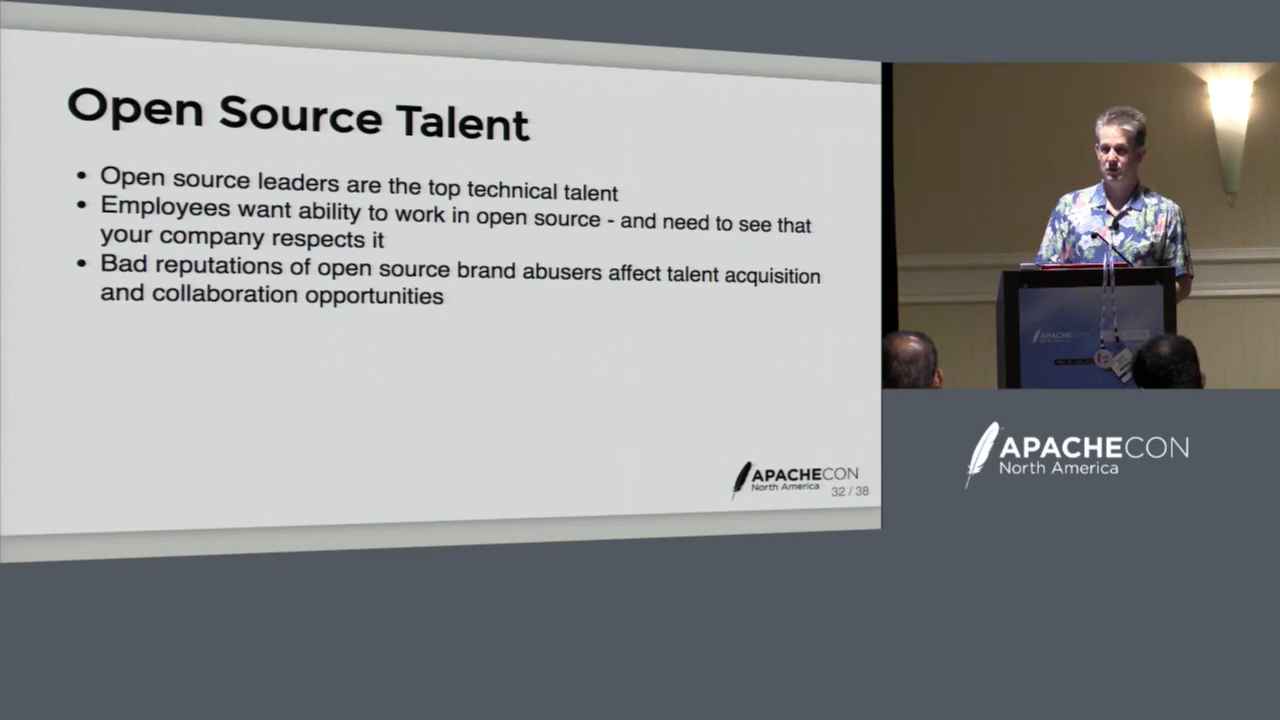 Open Source Talent
• Open source leaders are the top technical talent
• Employees want ability to work in open source - and need to see that
your company respects it
• Bad reputations of open source brand abusers affect talent acquisition
and collaboration opportunities
APACHECON
North America
32 / 38
APACHECON
North America
APACHECON